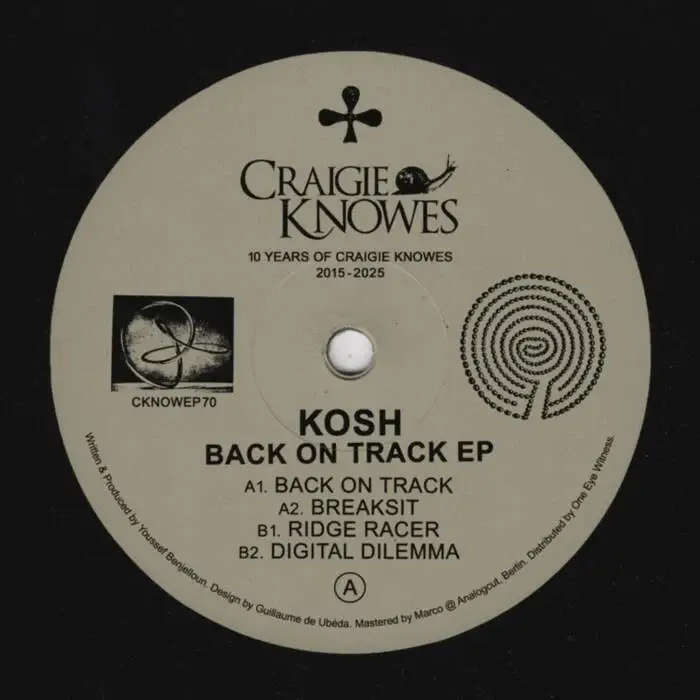 CRAIGIE
KNOWES
10 YEARS OF CRAIGIE KNOWES
2015-2025
CKNOWEP70
KOSH
BACK ON TRACK EP
A1. BACK ON TRACK
A2. BREAKSIT
B1. RIDGE RACER
B2. DIGITAL DILEMMA
A
Written & Produced by Youssef Benjelloun. Design by Guillaume de Ubéda. Mastered by Marco @ Analogcut, Berlin. Distributed by One Eye Witness.